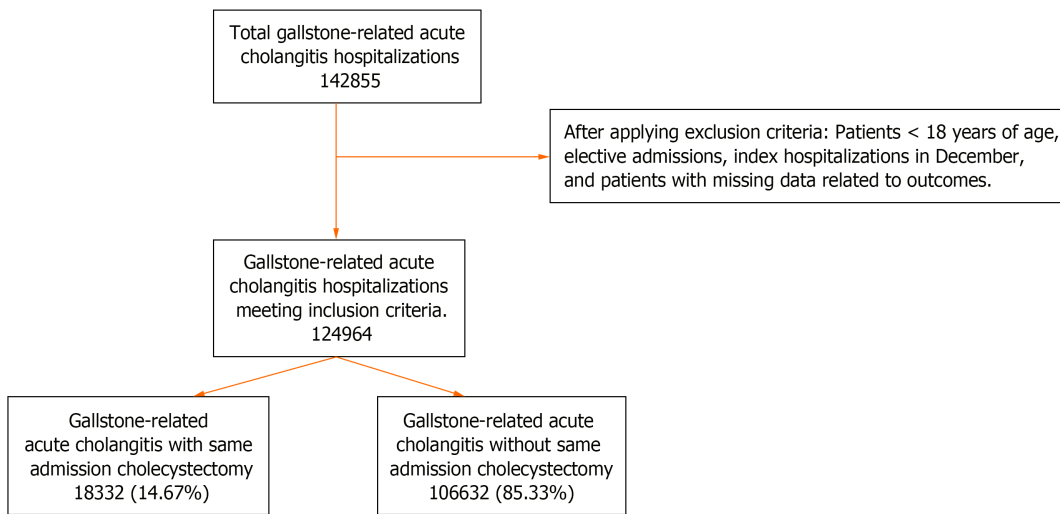 Total gallstone-related acute
cholangitis hospitalizations
142855
After applying exclusion criteria: Patients < 18 years of age,
elective admissions, index hospitalizations in December,
and patients with missing data related to outcomes.
Gallstone-related acute
cholangitis hospitalizations
meeting inclusion criteria.
124964
Gallstone-related
acute cholangitis with same
admission cholecystectomy
18332 (14.67%)
Gallstone-related acute
cholangitis without same
admission cholecystectomy
106632 (85.33%)